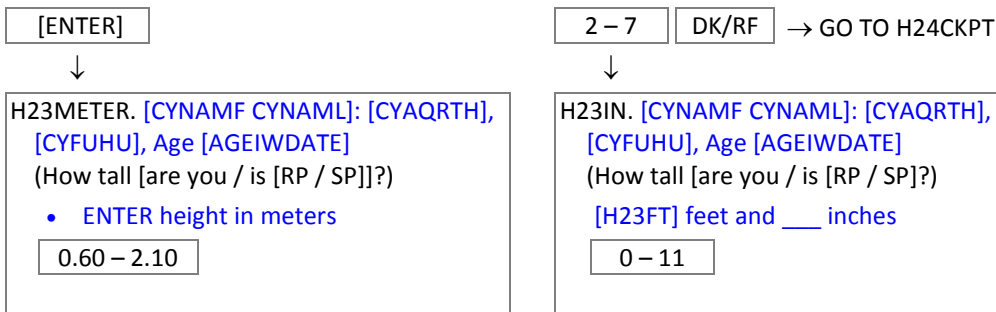 [ENTER]
↓
H23METER. [CYNAMF CYNAML]: [CYAQRTH],
[CYFUHU], Age [AGEIWDATE]
(How tall [are you / is [RP / SP]]?)
• ENTER height in meters
0.60 – 2.10
2 – 7 DK/RF → GO TO H24CKPT
↓
H23IN. [CYNAMF CYNAML]: [CYAQRTH],
[CYFUHU], Age [AGEIWDATE]
(How tall [are you / is [RP / SP]?)
[H23FT] feet and ___ inches
0 – 11